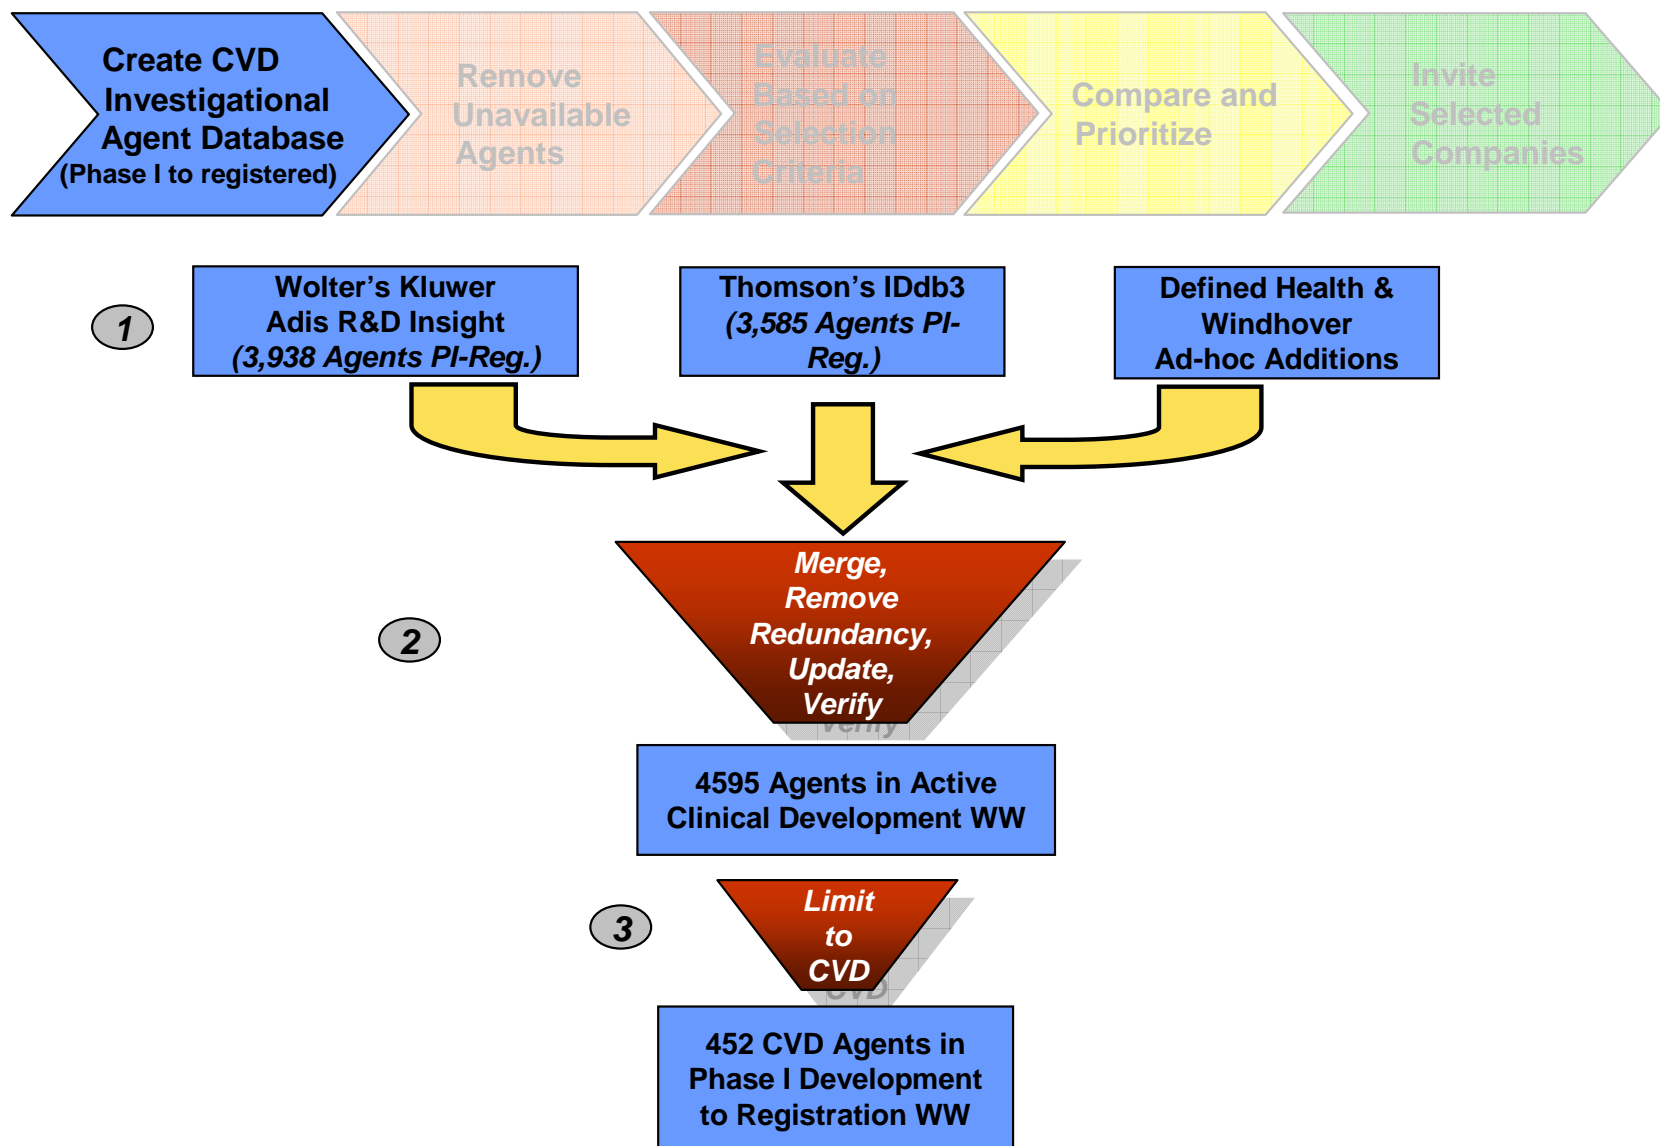 Create CVD
Investigational
Agent Database
(Phase I to registered)
Remove
Unavailable
Agents
Evaluate
Based on
Selection
Criteria
Compare and
Prioritize
Invite
Selected
Companies
1
Wolter's Kluwer
Adis R&D Insight
(3,938 Agents PI-Reg.)
Thomson's IDdb3
(3,585 Agents PI-
Reg.)
Defined Health &
Windhover
Ad-hoc Additions
2
Merge,
Remove
Redundancy,
Update,
Verify
4595 Agents in Active
Clinical Development WW
3
Limit
to
CVD
452 CVD Agents in
Phase I Development
to Registration WW